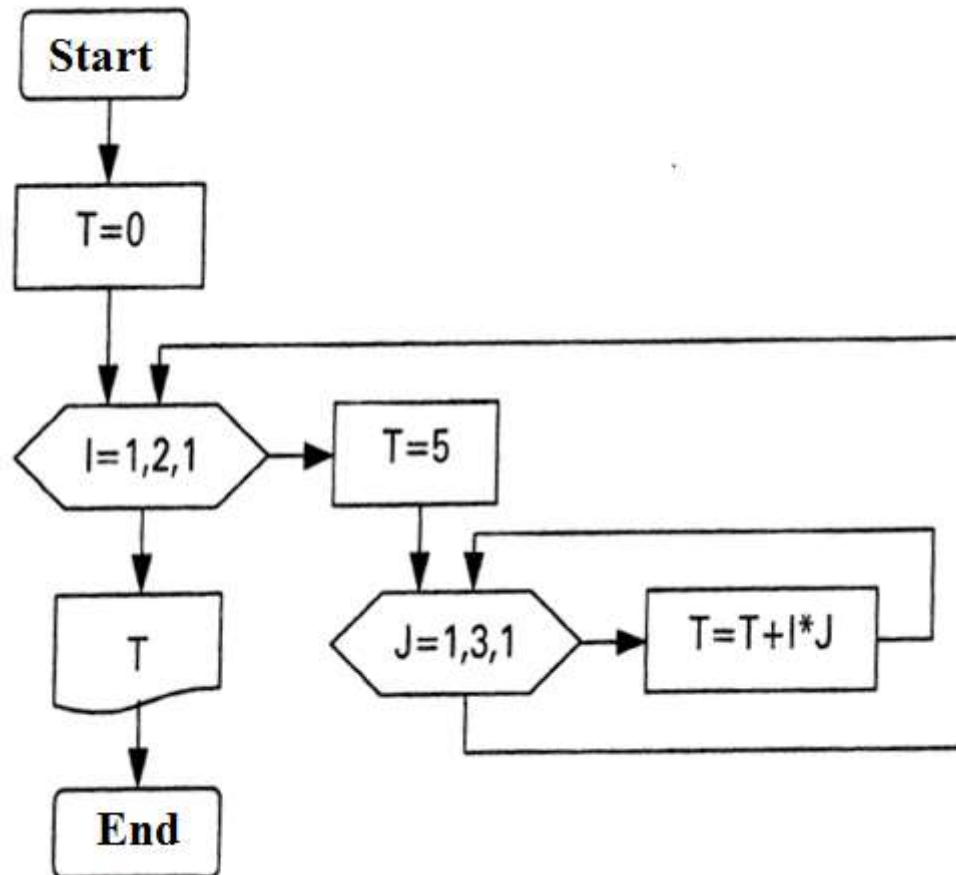 Start
T=0
I=1,2,1
T=5
J=1,3,1
T=T+I*J
T
End